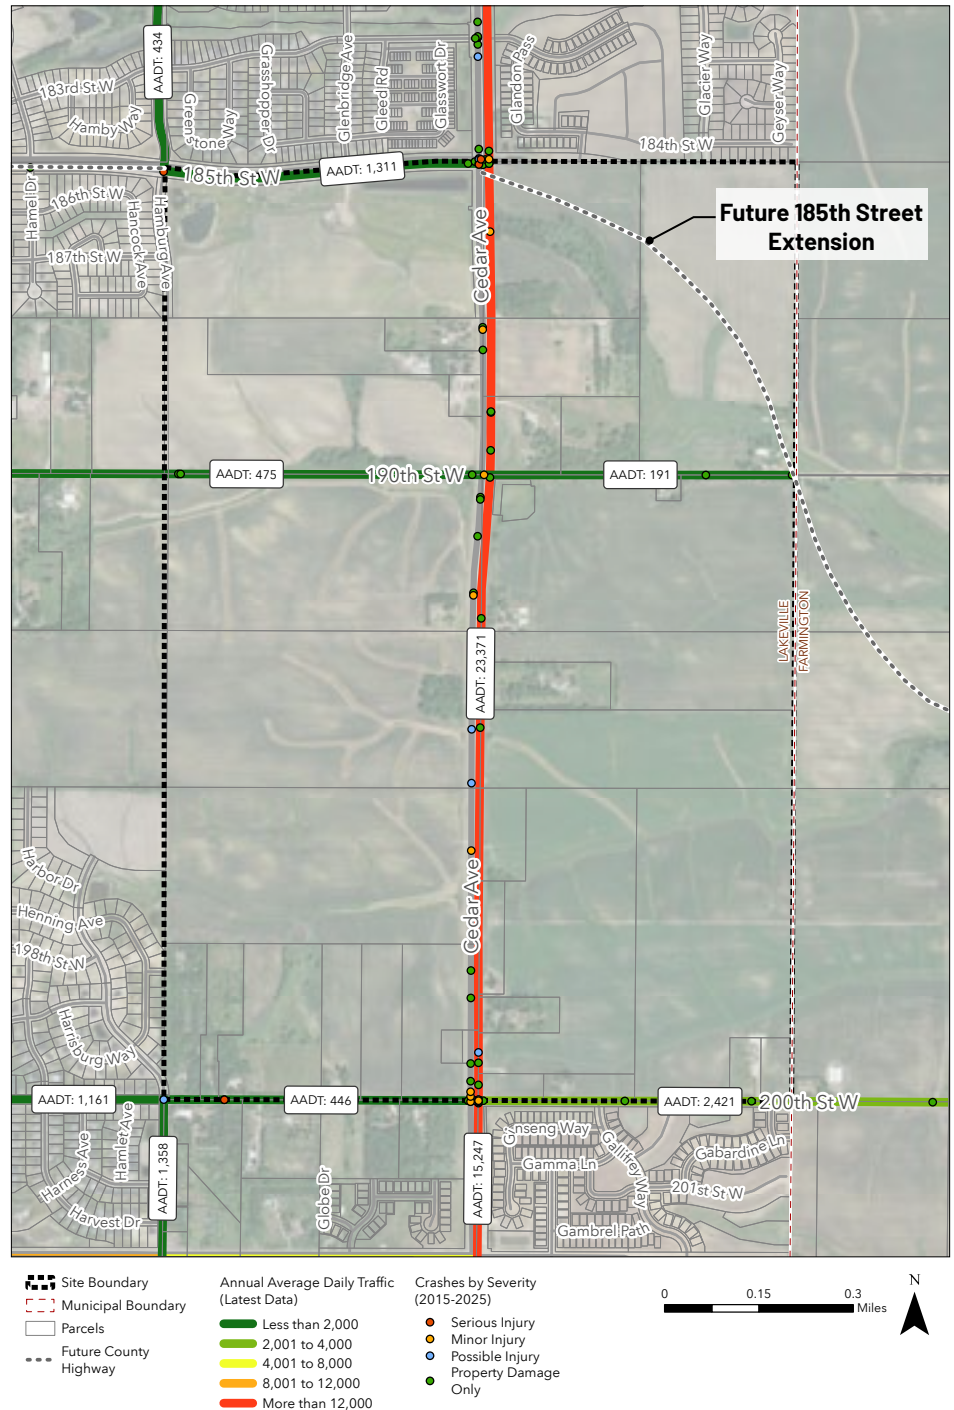 AADT: 434
183rd St W
Hamby Way
Greenstone Way
Grasshopper Dr
Glenbridge Ave
Gleed Rd
Glasswort Dr
Glandon Pass
Glacier Way
Geyser Way
184th St W
185th St W
AADT: 1,311
Hamel Dr
186th St W
187th St W
Hancock Ave
Hamburg Ave
Cedar Ave
Future 185th Street
Extension
AADT: 475
190th St W
AADT: 191
LAKEVILLE
FARMINGTON
AADT: 23,371
Harbor Dr
Henning Ave
198th St W
Harrisburg Way
Cedar Ave
AADT: 1,161
AADT: 446
AADT: 2,421
200th St W
Harness Ave
Hamlet Ave
Harvest Dr
AADT: 1,358
Globe Dr
AADT: 15,247
Ginseng Way
Gamma Ln
Gallifrey Way
Gabardine Ln
201st St W
Gambrel Path
Site Boundary
Municipal Boundary
Parcels
Future County
Highway
Annual Average Daily Traffic
(Latest Data)
Less than 2,000
2,001 to 4,000
4,001 to 8,000
8,001 to 12,000
More than 12,000
Crashes by Severity
(2015-2025)
Serious Injury
Minor Injury
Possible Injury
Property Damage
Only
0 0.15 0.3
Miles
N